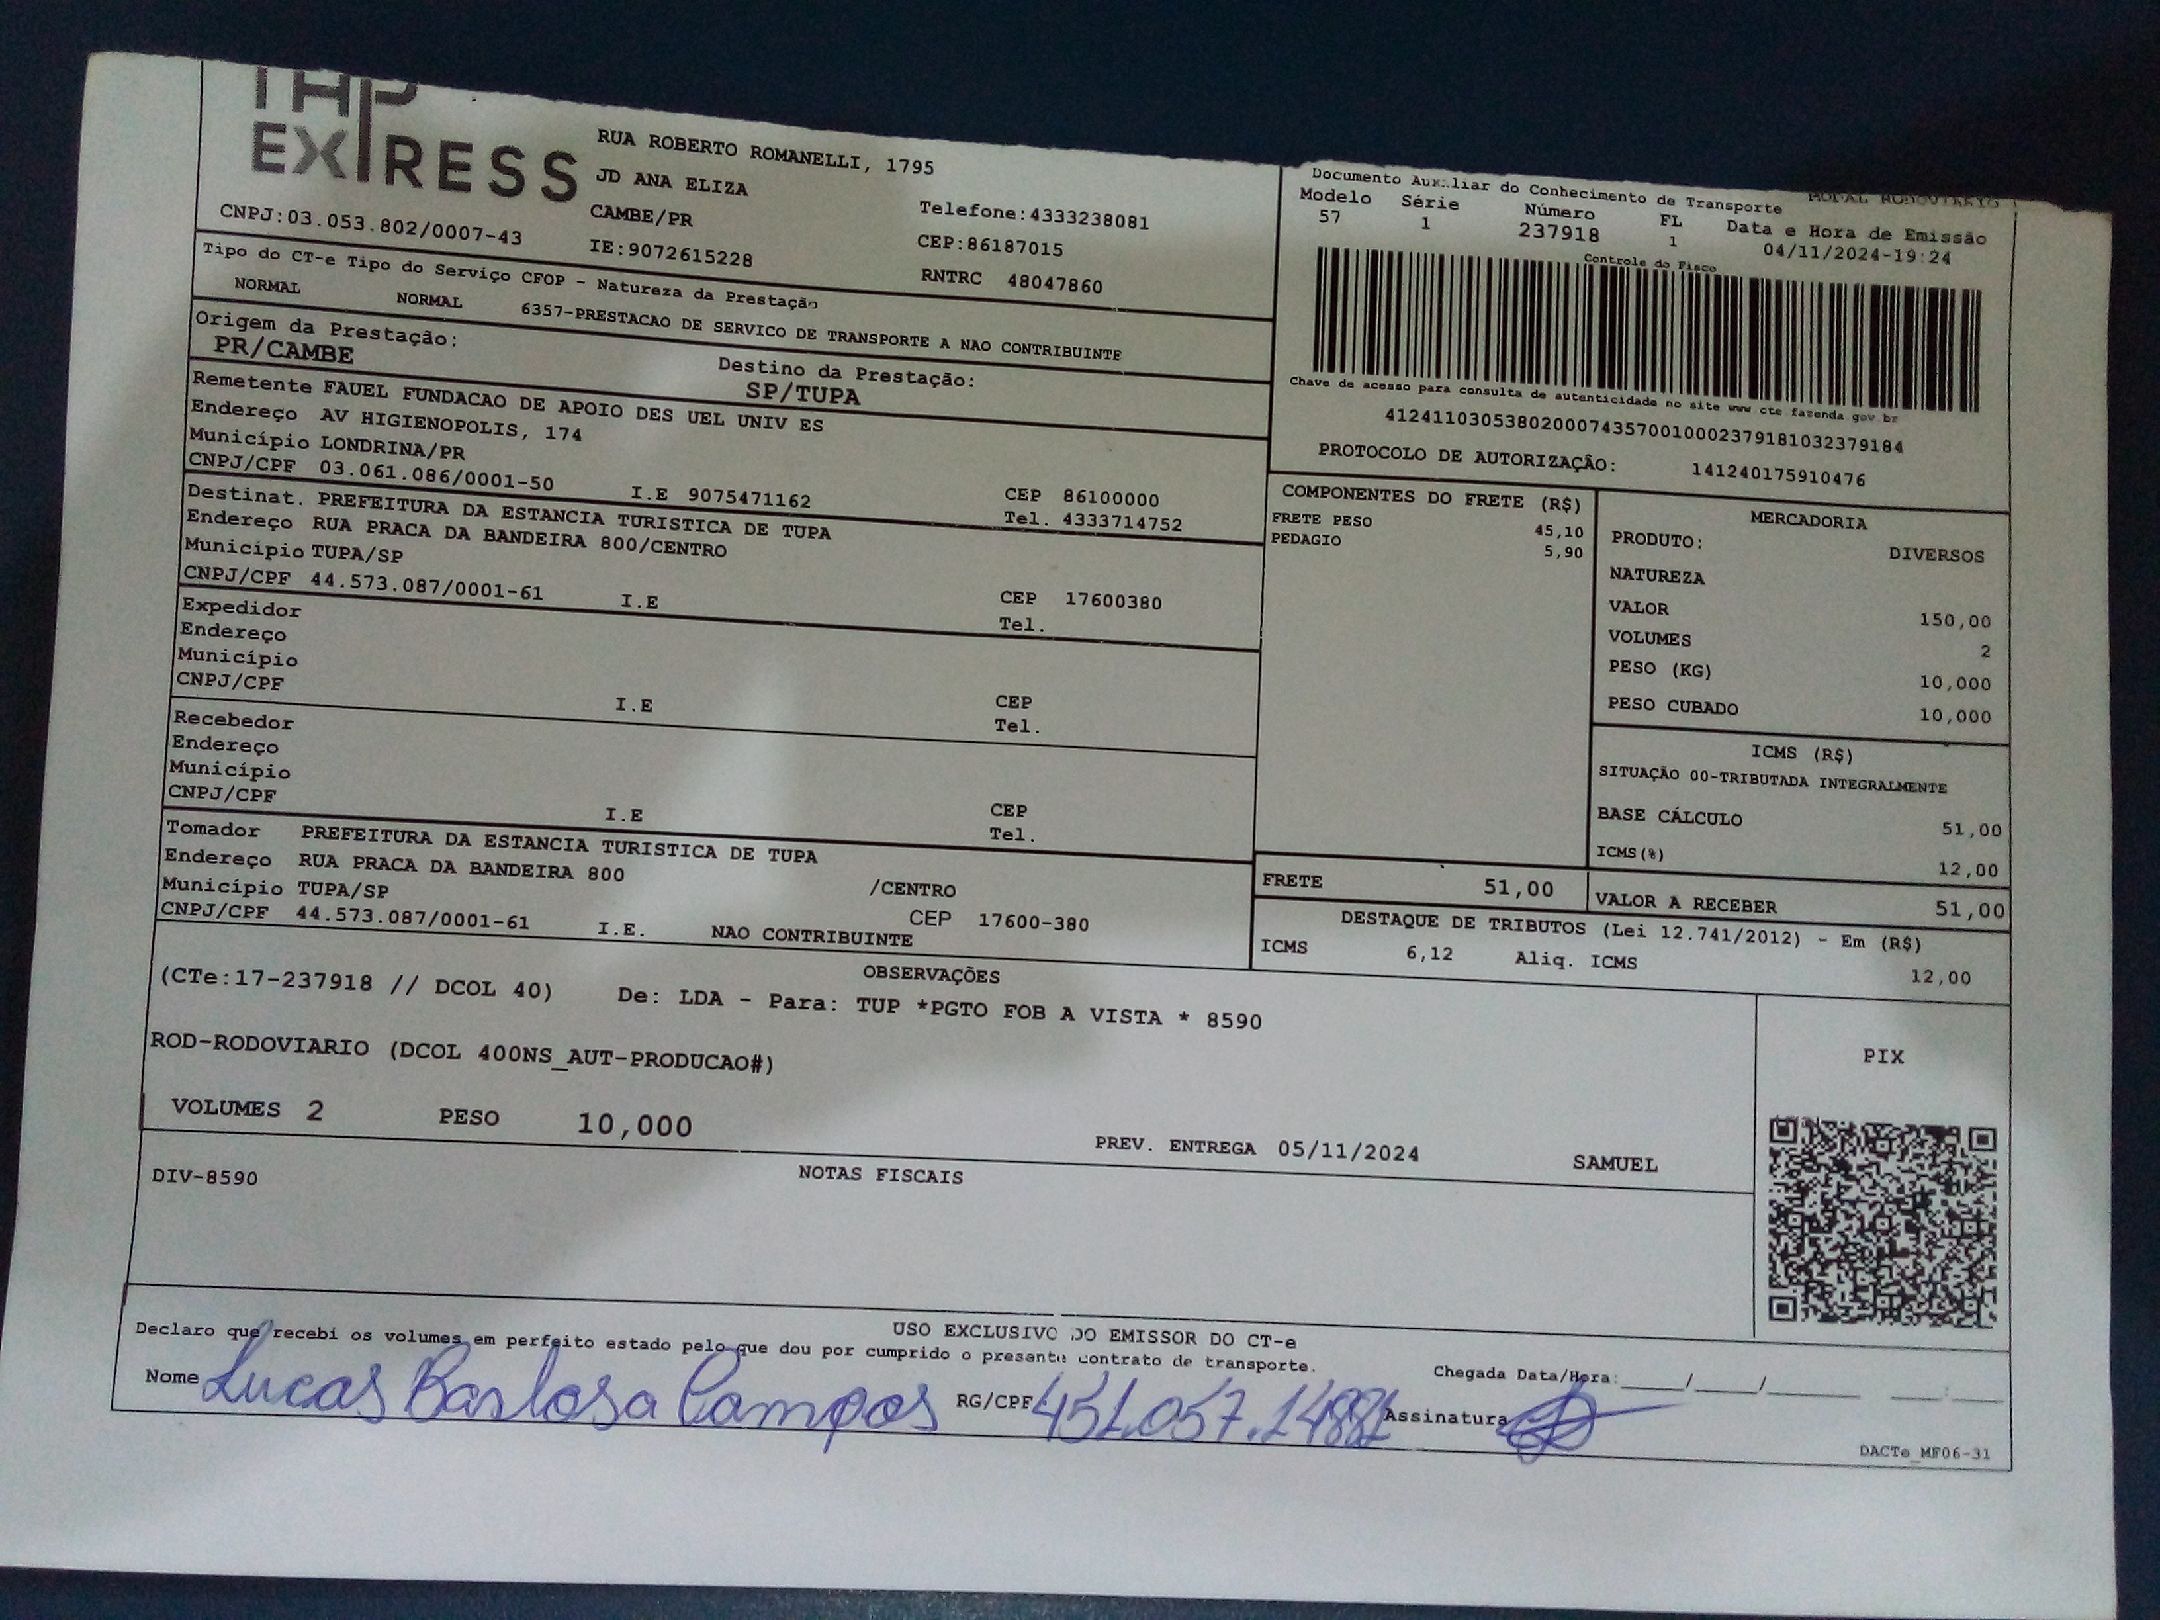 EXPRESS
RUA ROBERTO ROMANELLI, 1795
JD ANA ELIZA
CAMBE/PR Telefone:4333238081
CNPJ:03.053.802/0007-43 IE:9072615228 CEP:86187015
RNTRC 48047860
Documento Auxiliar do Conhecimento de Transporte MODAL RODOVIARIO
Modelo Série Número FL Data e Hora de Emissão
57 1 237918 1 04/11/2024-19:24
Controle do Fisco
Tipo do CT-e Tipo do Serviço CFOP - Natureza da Prestação
NORMAL NORMAL 6357-PRESTACAO DE SERVICO DE TRANSPORTE A NAO CONTRIBUINTE
Origem da Prestação: Destino da Prestação:
PR/CAMBE SP/TUPA
Chave de acesso para consulta de autenticidade no site www cte fazenda gov br
41241103053802000743570010002379181032379184
PROTOCOLO DE AUTORIZAÇÃO: 141240175910476
Remetente FAUEL FUNDACAO DE APOIO DES UEL UNIV ES
Endereço AV HIGIENOPOLIS, 174
Município LONDRINA/PR CEP 86100000
CNPJ/CPF 03.061.086/0001-50 I.E 9075471162 Tel. 4333714752
Destinat. PREFEITURA DA ESTANCIA TURISTICA DE TUPA
Endereço RUA PRACA DA BANDEIRA 800/CENTRO
Município TUPA/SP CEP 17600380
CNPJ/CPF 44.573.087/0001-61 I.E Tel.
Expedidor
Endereço
Município CEP
CNPJ/CPF I.E Tel.
Recebedor
Endereço
Município CEP
CNPJ/CPF I.E Tel.
Tomador PREFEITURA DA ESTANCIA TURISTICA DE TUPA
Endereço RUA PRACA DA BANDEIRA 800 /CENTRO
Município TUPA/SP CEP 17600-380
CNPJ/CPF 44.573.087/0001-61 I.E. NAO CONTRIBUINTE
COMPONENTES DO FRETE (R$)
FRETE PESO 45,10
PEDAGIO 5,90
MERCADORIA
PRODUTO: DIVERSOS
NATUREZA
VALOR 150,00
VOLUMES 2
PESO (KG) 10,000
PESO CUBADO 10,000
ICMS (R$)
SITUAÇÃO 00-TRIBUTADA INTEGRALMENTE
BASE CÁLCULO 51,00
ICMS(%) 12,00
FRETE 51,00 VALOR A RECEBER 51,00
DESTAQUE DE TRIBUTOS (Lei 12.741/2012) - Em (R$)
ICMS 6,12 Aliq. ICMS 12,00
OBSERVAÇÕES
(CTe:17-237918 // DCOL 40) De: LDA - Para: TUP *PGTO FOB A VISTA * 8590
ROD-RODOVIARIO (DCOL 400NS_AUT-PRODUCAO#)
PIX
VOLUMES 2 PESO 10,000 PREV. ENTREGA 05/11/2024 SAMUEL
NOTAS FISCAIS
DIV-8590
USO EXCLUSIVO DO EMISSOR DO CT-e
Declaro que recebi os volumes em perfeito estado pelo que dou por cumprido o presente contrato de transporte.
Chegada Data/Hora:____/____/______ ___:___
Nome Lucas Barbosa Campos RG/CPF Assinatura
DACTe_MF06-31